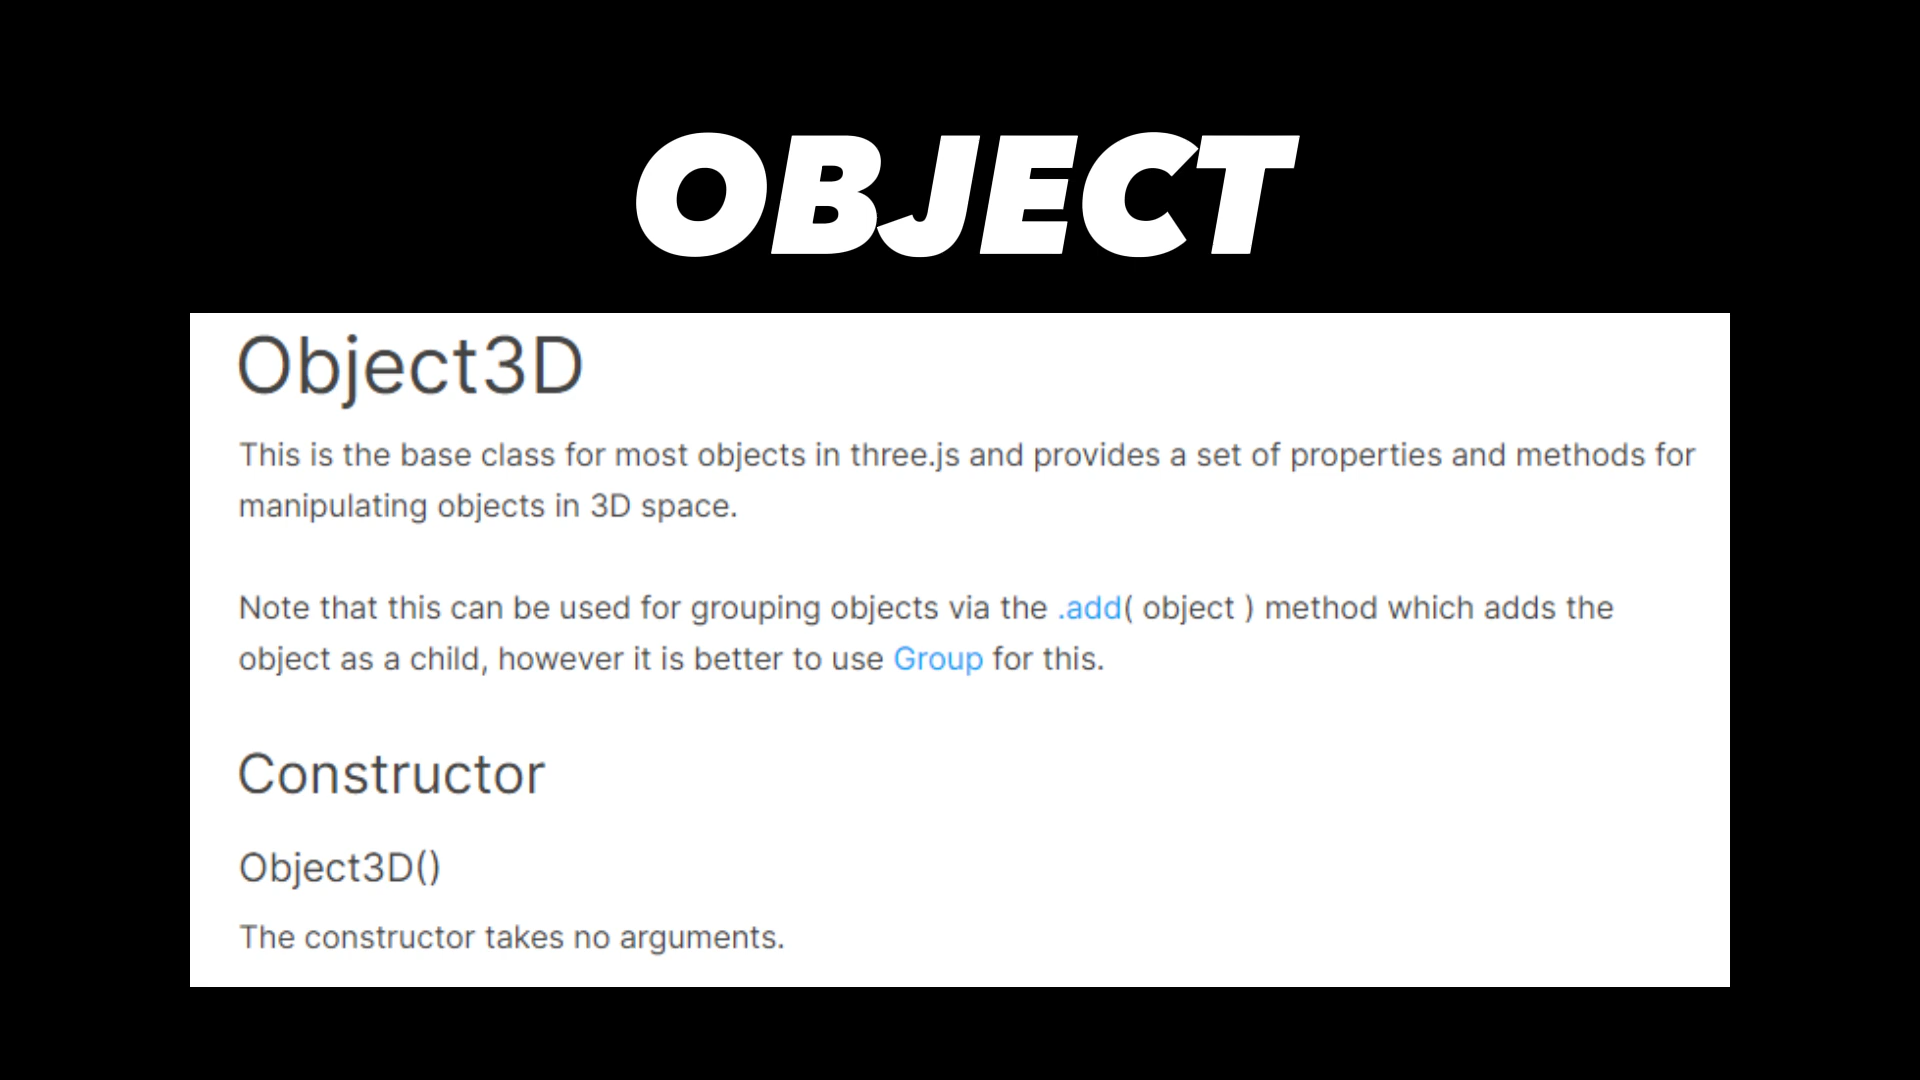 OBJECT
Object3D
This is the base class for most objects in three.js and provides a set of properties and methods for
manipulating objects in 3D space.
Note that this can be used for grouping objects via the .add( object ) method which adds the
object as a child, however it is better to use Group for this.
Constructor
Object3D()
The constructor takes no arguments.